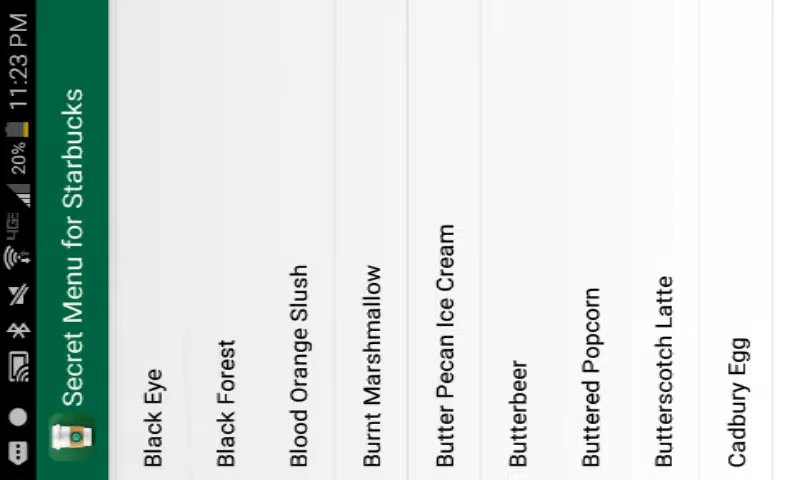 4GE 20% 11:23 PM
Secret Menu for Starbucks
Black Eye
Black Forest
Blood Orange Slush
Burnt Marshmallow
Butter Pecan Ice Cream
Butterbeer
Buttered Popcorn
Butterscotch Latte
Cadbury Egg